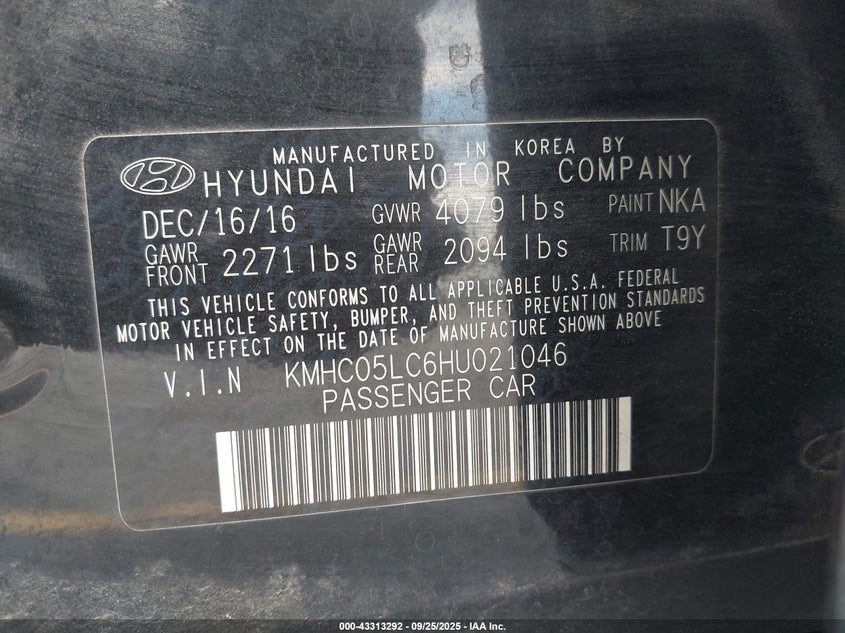 MANUFACTURED IN KOREA BY
HYUNDAI MOTOR COMPANY
DEC/16/16 GVWR 4079 lbs PAINT NKA
GAWR FRONT 2271 lbs GAWR REAR 2094 lbs TRIM T9Y
THIS VEHICLE CONFORMS TO ALL APPLICABLE U.S.A. FEDERAL
MOTOR VEHICLE SAFETY, BUMPER, AND THEFT PREVENTION STANDARDS
IN EFFECT ON THE DATE OF MANUFACTURE SHOWN ABOVE
V.I.N KMHC05LC6HU021046
PASSENGER CAR
000-43313292 - 09/25/2025 - IAA Inc.